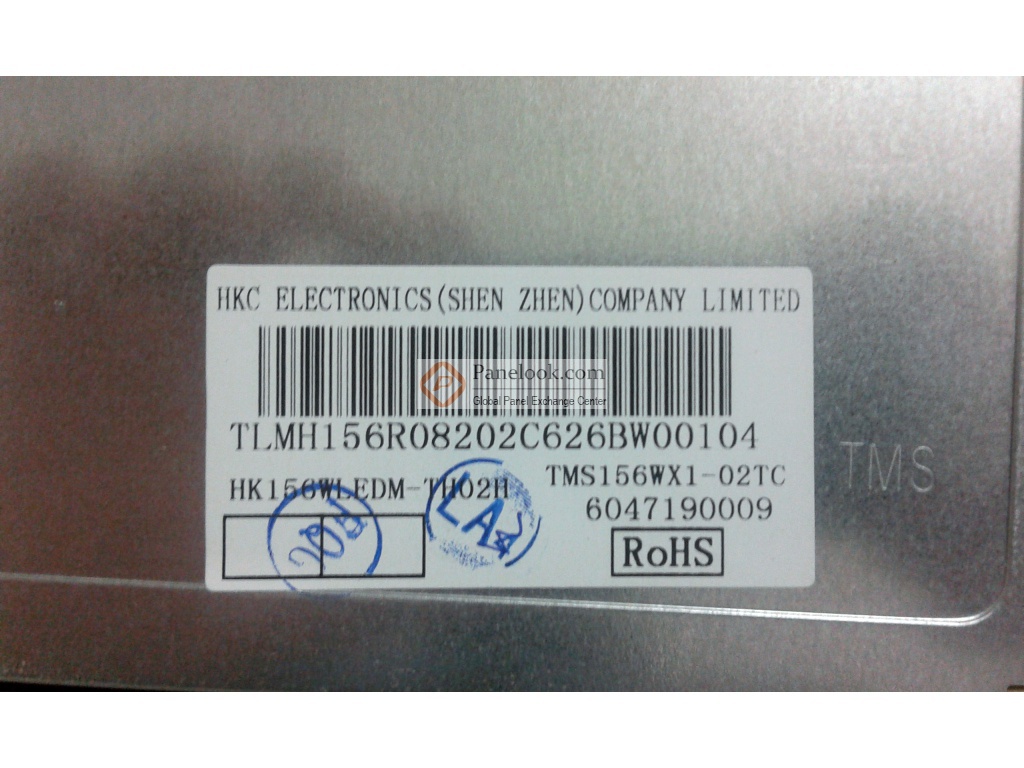 HKC ELECTRONICS(SHEN ZHEN)COMPANY LIMITED
Panelook.com
Global Panel Exchange Center
TLMH156R08202C626BW00104
HK156WLEDM-TH02H
TMS156WX1-02TC
6047190009
RoHS
LA
TMS